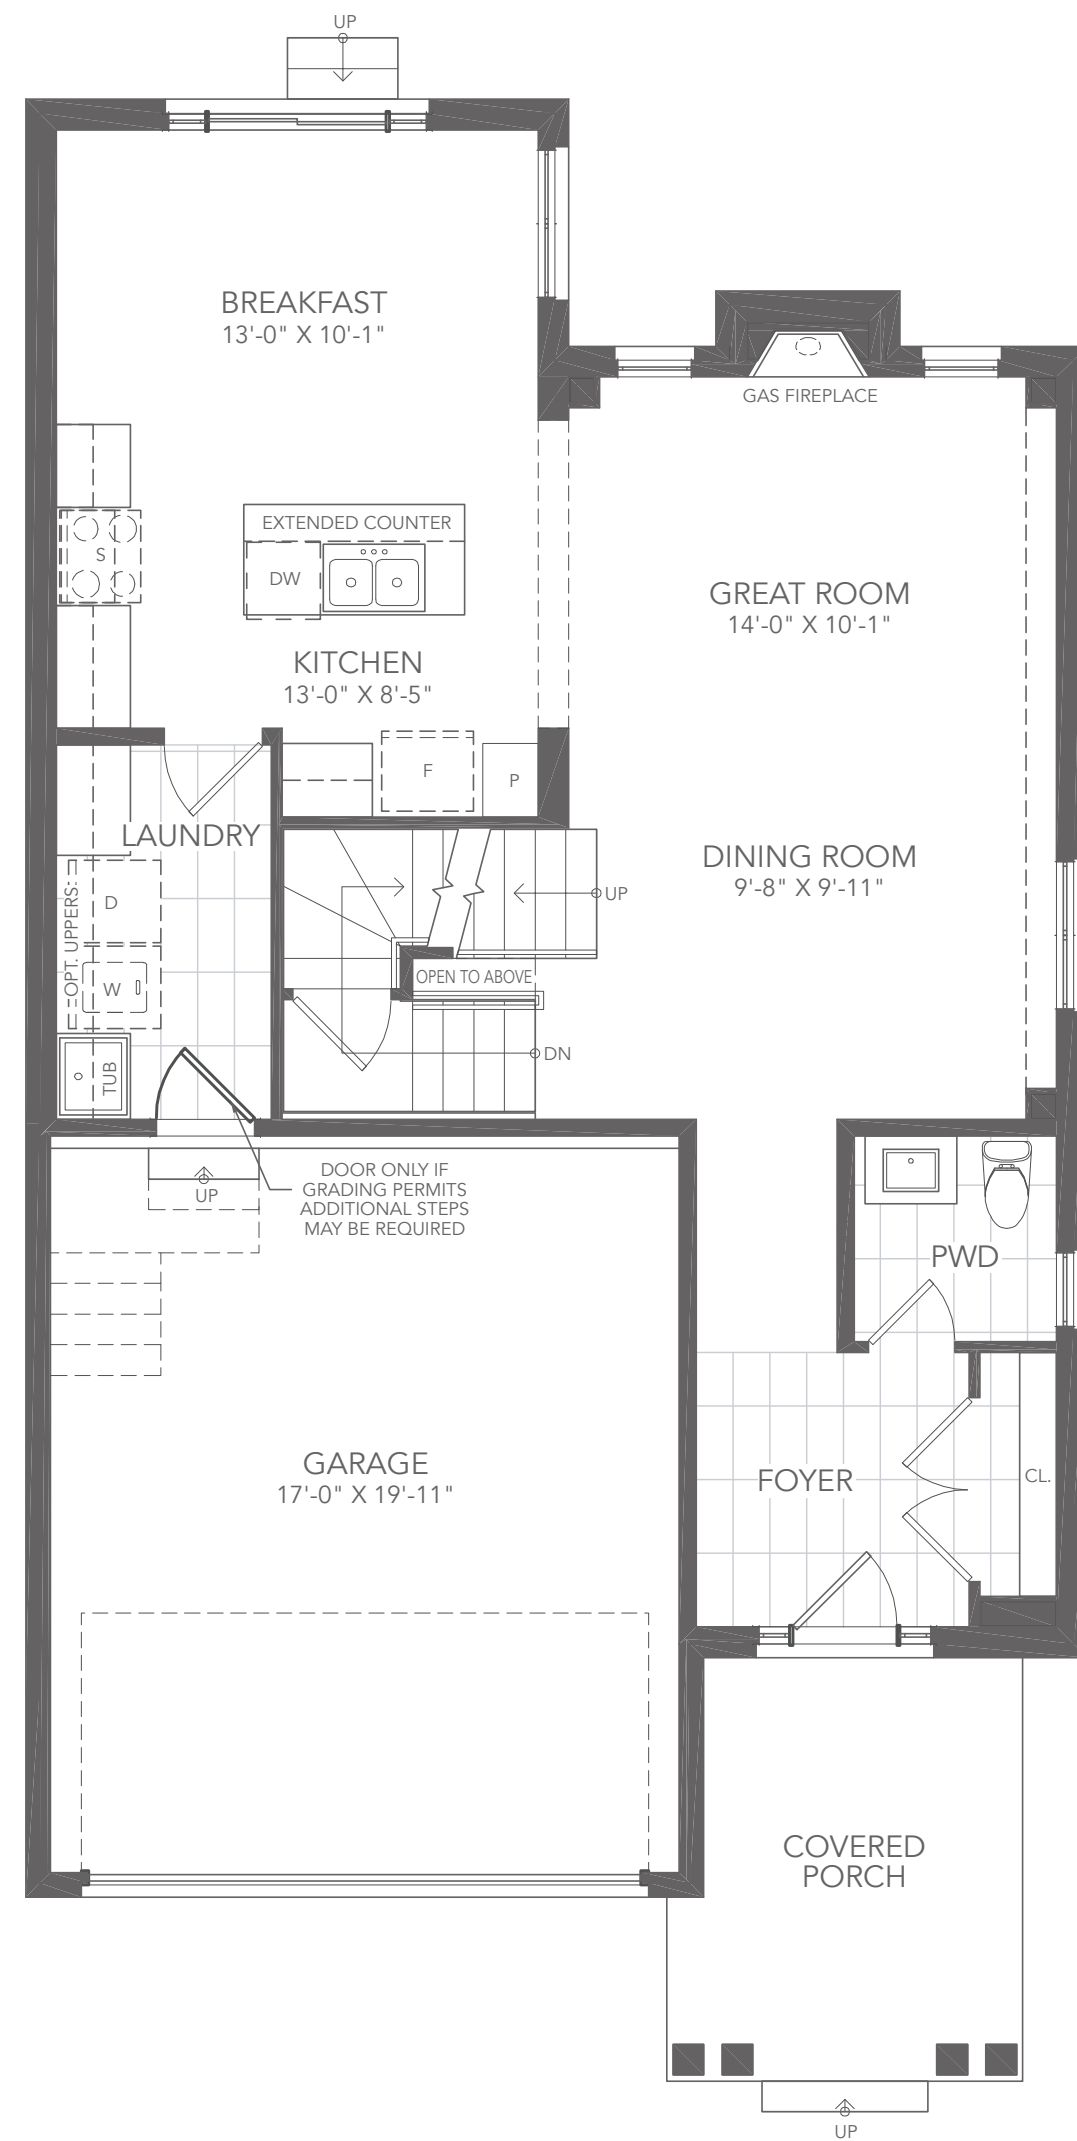 UP
BREAKFAST
13'-0" X 10'-1"
GAS FIREPLACE
EXTENDED COUNTER
S
DW
GREAT ROOM
14'-0" X 10'-1"
KITCHEN
13'-0" X 8'-5"
F
P
LAUNDRY
DINING ROOM
9'-8" X 9'-11"
D
UP
OPT. UPPERS
OPEN TO ABOVE
W
DN
TUB
DOOR ONLY IF
GRADING PERMITS
ADDITIONAL STEPS
MAY BE REQUIRED
UP
PWD
GARAGE
17'-0" X 19'-11"
FOYER
CL.
COVERED
PORCH
UP